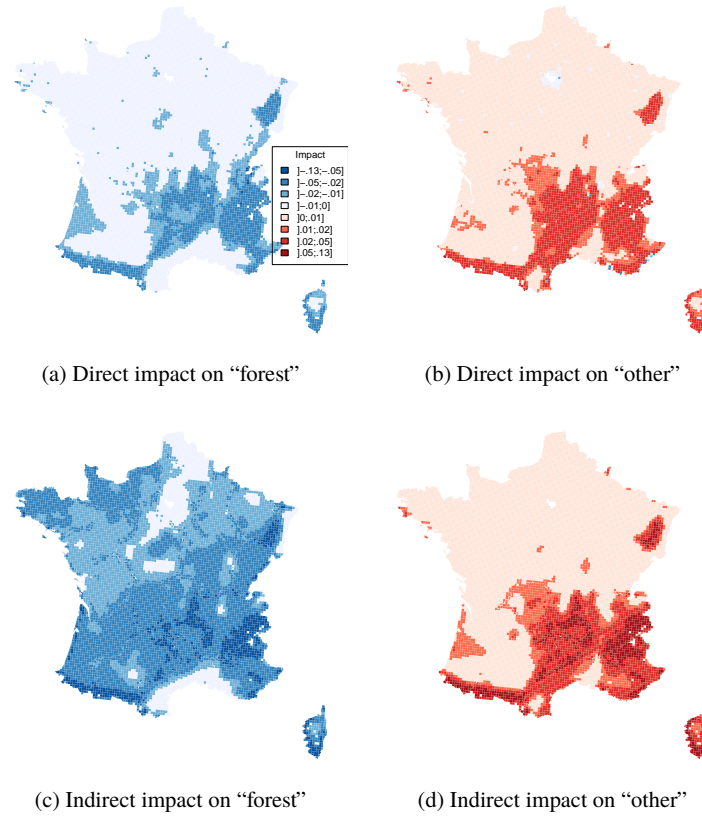 Impact
]−.13;−.05]
]−.05;−.02]
]−.02;−.01]
]−.01;0]
]0;.01]
].01;.02]
].02;.05]
].05;.13]
(a) Direct impact on “forest”
(b) Direct impact on “other”
(c) Indirect impact on “forest”
(d) Indirect impact on “other”